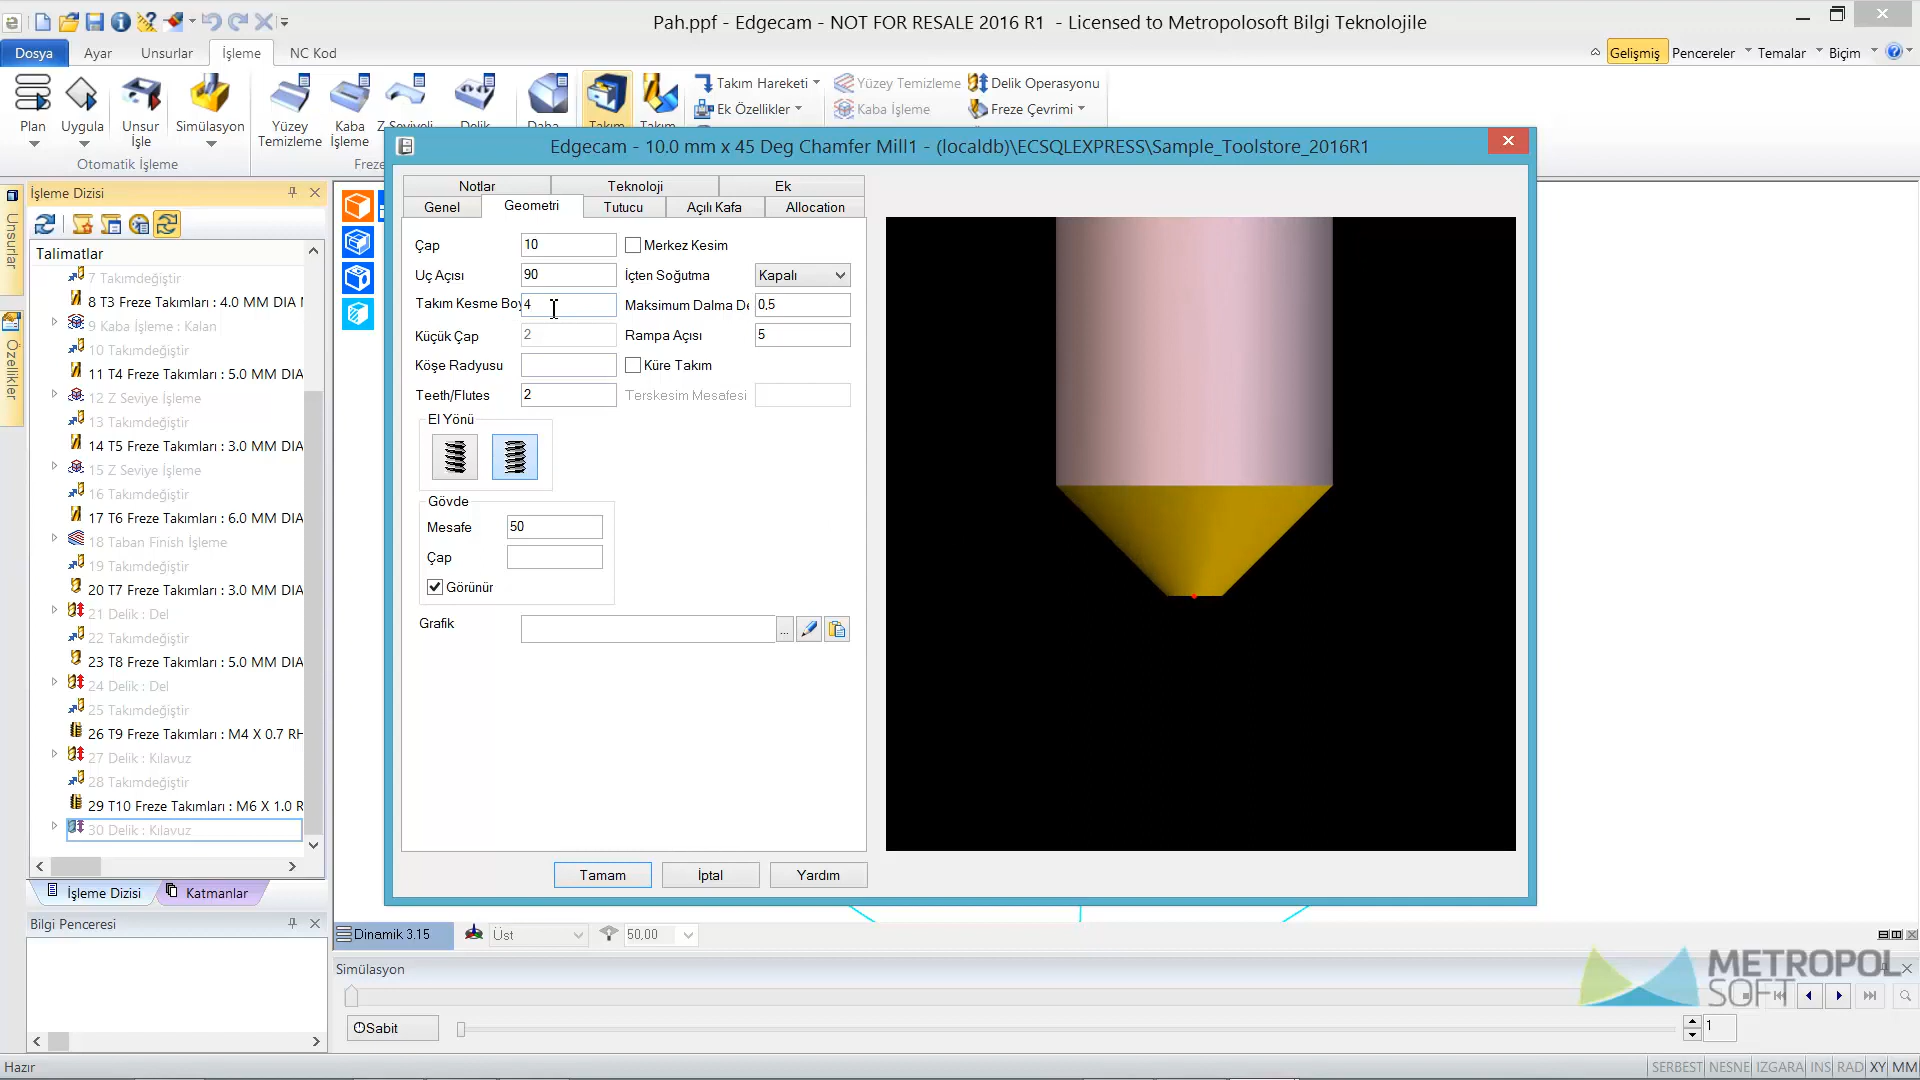 Pah.ppf - Edgecam - NOT FOR RESALE 2016 R1 - Licensed to Metropolosoft Bilgi Teknolojile
Dosya Ayar Unsurlar İşleme NC Kod
Gelişmiş Pencereler Temalar Biçim
Plan
Uygula
Unsur İşle
Simülasyon
Yüzey Temizleme
Kaba İşleme
Z Seviyeli
Delik
Daha
Takım
Takım
Takım Hareketi
Ek Özellikler
Yüzey Temizleme
Kaba İşleme
Delik Operasyonu
Freze Çevrimi
Otomatik İşleme
Freze
İşleme Dizisi
Unsurlar
Özellikler
Talimatlar
7 Takımdeğiştir
8 T3 Freze Takımları : 4.0 MM DIA
9 Kaba İşleme : Kalan
10 Takımdeğiştir
11 T4 Freze Takımları : 5.0 MM DIA
12 Z Seviye İşleme
13 Takımdeğiştir
14 T5 Freze Takımları : 3.0 MM DIA
15 Z Seviye İşleme
16 Takımdeğiştir
17 T6 Freze Takımları : 6.0 MM DIA
18 Taban Finish İşleme
19 Takımdeğiştir
20 T7 Freze Takımları : 3.0 MM DIA
21 Delik : Del
22 Takımdeğiştir
23 T8 Freze Takımları : 5.0 MM DIA
24 Delik : Del
25 Takımdeğiştir
26 T9 Freze Takımları : M4 X 0.7 RH
27 Delik : Kılavuz
28 Takımdeğiştir
29 T10 Freze Takımları : M6 X 1.0 R
30 Delik : Kılavuz
İşleme Dizisi Katmanlar
Bilgi Penceresi
Edgecam - 10.0 mm x 45 Deg Chamfer Mill1 - (localdb)\ECSQLEXPRESS\Sample_Toolstore_2016R1
Notlar Teknoloji Ek
Genel Geometri Tutucu Açılı Kafa Allocation
Çap 10 Merkez Kesim
Uç Açısı 90 İçten Soğutma Kapalı
Takım Kesme Boy 4 Maksimum Dalma De 0,5
Küçük Çap 2 Rampa Açısı 5
Köşe Radyusu Küre Takım
Teeth/Flutes 2 Terskesim Mesafesi
El Yönü
Gövde
Mesafe 50
Çap
Görünür
Grafik ...
Tamam İptal Yardım
Dinamik 3.15 Üst 50,00
Simülasyon
METROPOL
SOFT
Sabit 1
Hazır
SERBEST NESNE IZGARA INS RAD XY MM